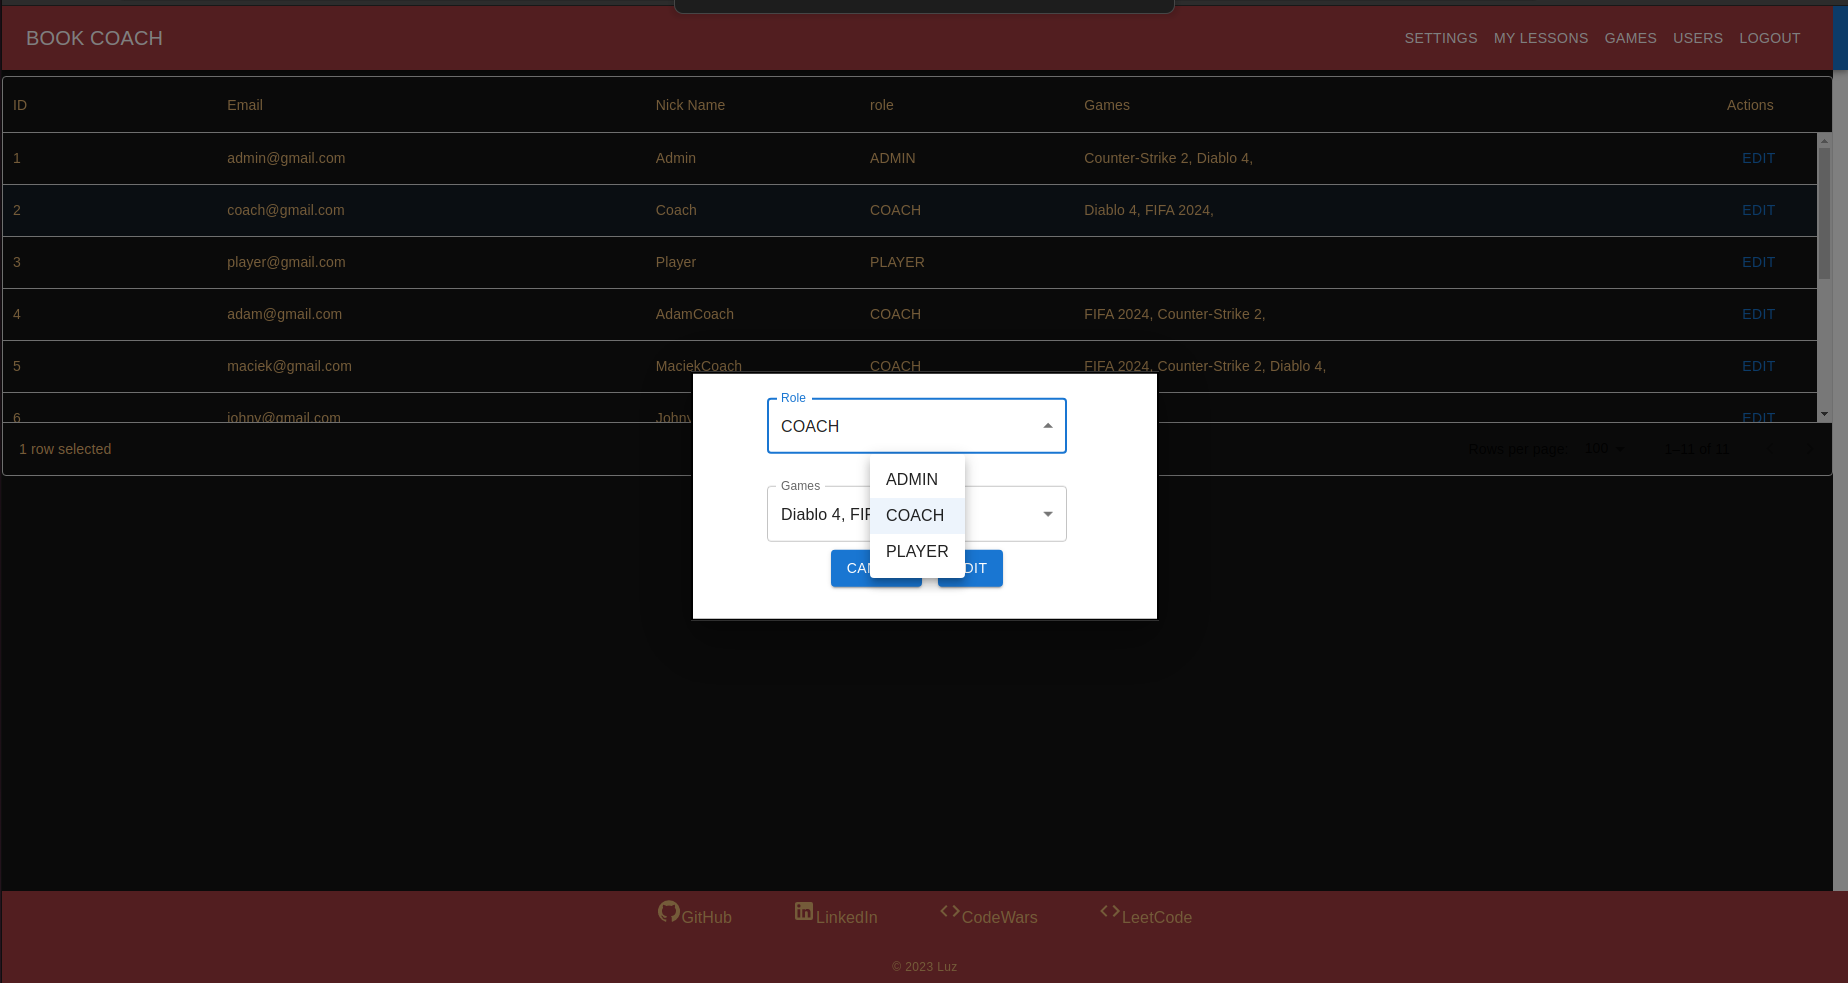 BOOK COACH SETTINGS MY LESSONS GAMES USERS LOGOUT
ID Email Nick Name role Games Actions
1 admin@gmail.com Admin ADMIN Counter-Strike 2, Diablo 4, EDIT
2 coach@gmail.com Coach COACH Diablo 4, FIFA 2024, EDIT
3 player@gmail.com Player PLAYER EDIT
4 adam@gmail.com AdamCoach COACH FIFA 2024, Counter-Strike 2, EDIT
5 maciek@gmail.com MaciekCoach COACH FIFA 2024, Counter-Strike 2, Diablo 4, EDIT
6 johny@gmail.com Johny EDIT
1 row selected Rows per page: 100 1–11 of 11
Role
COACH
ADMIN
COACH
PLAYER
Games
Diablo 4, FIF
CAN DIT
GitHub LinkedIn CodeWars LeetCode
© 2023 Luz